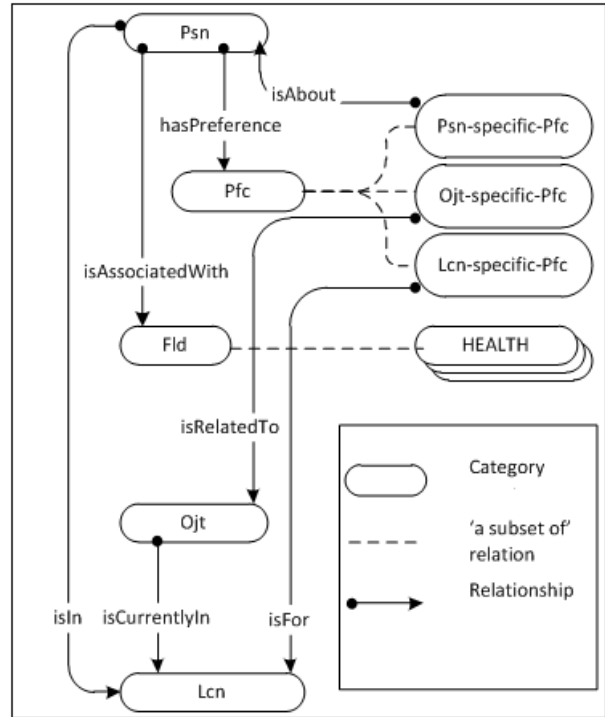 Psn
isAbout
hasPreference
Psn-specific-Pfc
Pfc
Ojt-specific-Pfc
Lcn-specific-Pfc
isAssociatedWith
Fld
HEALTH
isRelatedTo
Ojt
isIn
isCurrentlyIn
isFor
Lcn
Category
‘a subset of’
relation
Relationship